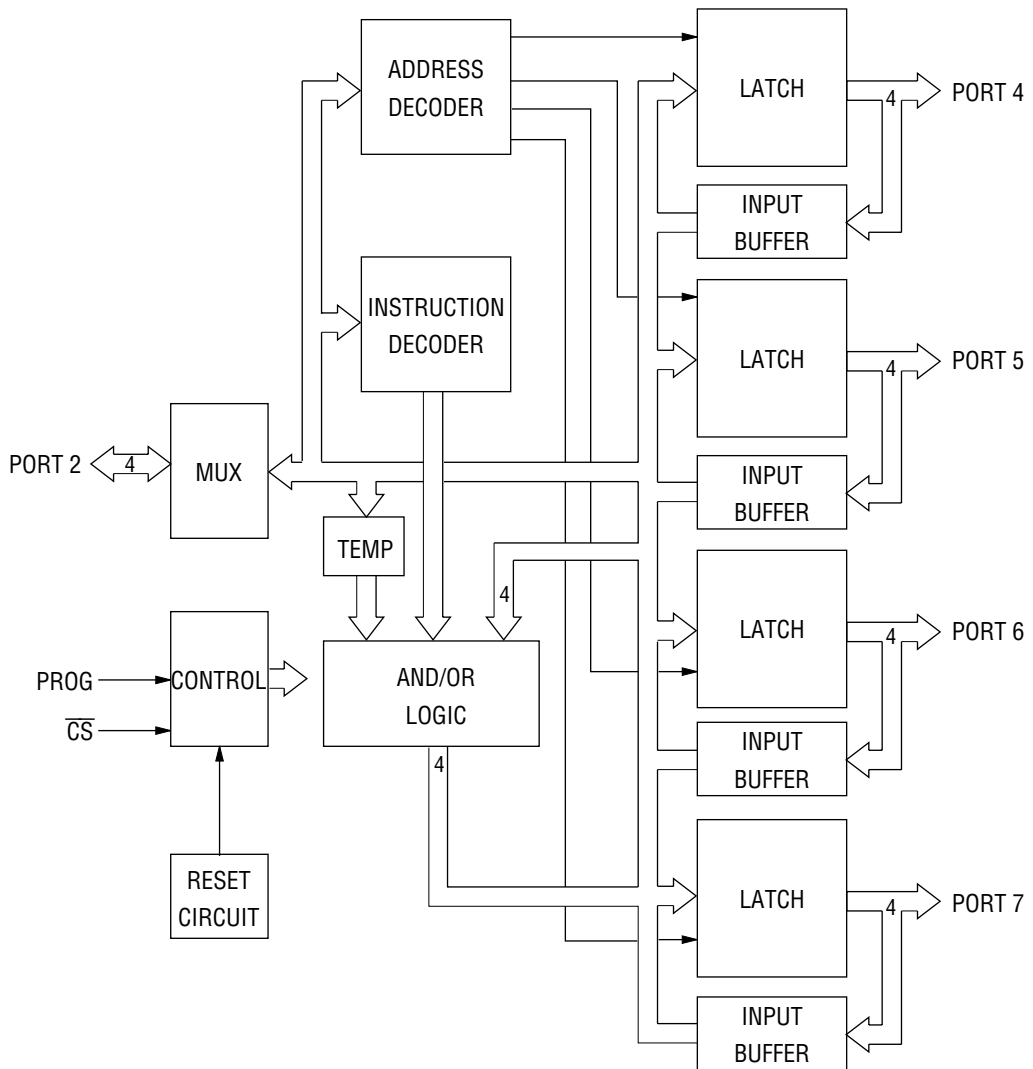 ADDRESS
DECODER
LATCH
4
PORT 4
INPUT
BUFFER
INSTRUCTION
DECODER
LATCH
4
PORT 5
PORT 2
4
MUX
INPUT
BUFFER
TEMP
4
LATCH
4
PORT 6
PROG
CONTROL
CS
AND/OR
LOGIC
4
INPUT
BUFFER
RESET
CIRCUIT
LATCH
4
PORT 7
INPUT
BUFFER